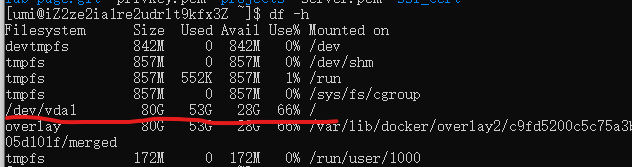 [umi@iZ2ze2ia1re2udrlt9kfx3Z ~]$ df -h
Filesystem Size Used Avail Use% Mounted on
devtmpfs 842M 0 842M 0% /dev
tmpfs 857M 0 857M 0% /dev/shm
tmpfs 857M 552K 857M 1% /run
tmpfs 857M 0 857M 0% /sys/fs/cgroup
/dev/vda1 80G 53G 28G 66% /
overlay 80G 53G 28G 66% /var/lib/docker/overlay2/c9fd5200c5c75a3b
05d101f/merged
tmpfs 172M 0 172M 0% /run/user/1000